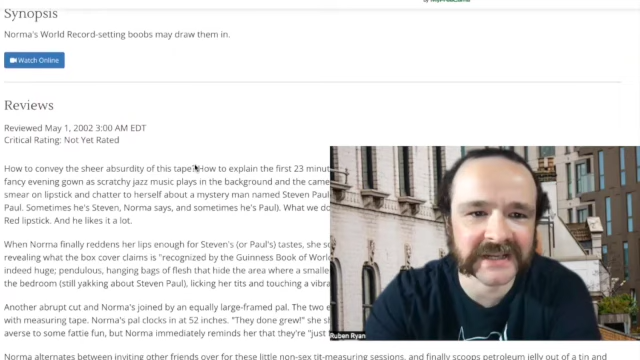 Synopsis
Norma's World Record-setting boobs may draw them in.
Watch Online
Reviews
Reviewed May 1, 2002 3:00 AM EDT
Critical Rating: Not Yet Rated
How to convey the sheer absurdity of this tape? How to explain the first 23 minut
fancy evening gown as scratchy jazz music plays in the background and the came
smear on lipstick and chatter to herself about a mystery man named Steven Paul
Paul. Sometimes he's Steven, Norma says, and sometimes he's Paul). What we do
Red lipstick. And he likes it a lot.
When Norma finally reddens her lips enough for Steven's (or Paul's) tastes, she s
revealing what the box cover claims is "recognized by the Guinness Book of World
indeed huge; pendulous, hanging bags of flesh that hide the area where a smalle
the bedroom (still yakking about Steven Paul), licking her tits and touching a vibra
Another abrupt cut and Norma's joined by an equally large-framed pal. The two e
with measuring tape. Norma's pal clocks in at 52 inches. "They done grew!" she s
averse to some fattie fun, but Norma immediately reminds her that they're "just
Norma alternates between inviting other friends over for these little non-sex tit-measuring sessions, and finally scoops petroleum jelly out of a tin and
Ruben Ryan